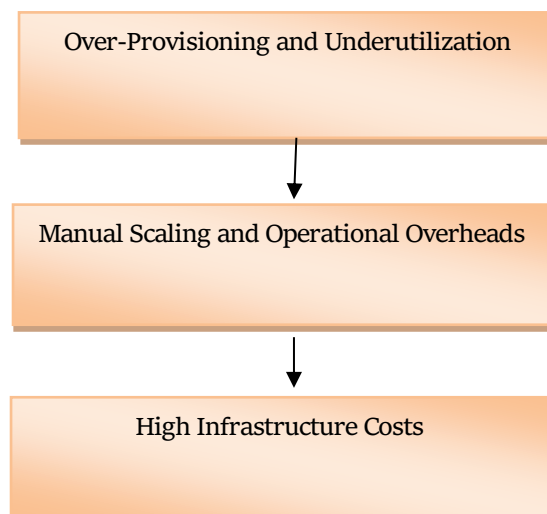 Over-Provisioning and Underutilization
Manual Scaling and Operational Overheads
High Infrastructure Costs